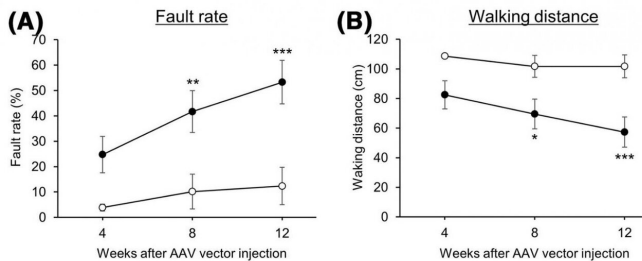 (A)
Fault rate
Fault rate (%)
70
60
50
40
30
20
10
0
**
***
4 8 12
Weeks after AAV vector injection
(B)
Walking distance
Waking distance (cm)
120
100
80
60
40
20
0
*
***
4 8 12
Weeks after AAV vector injection